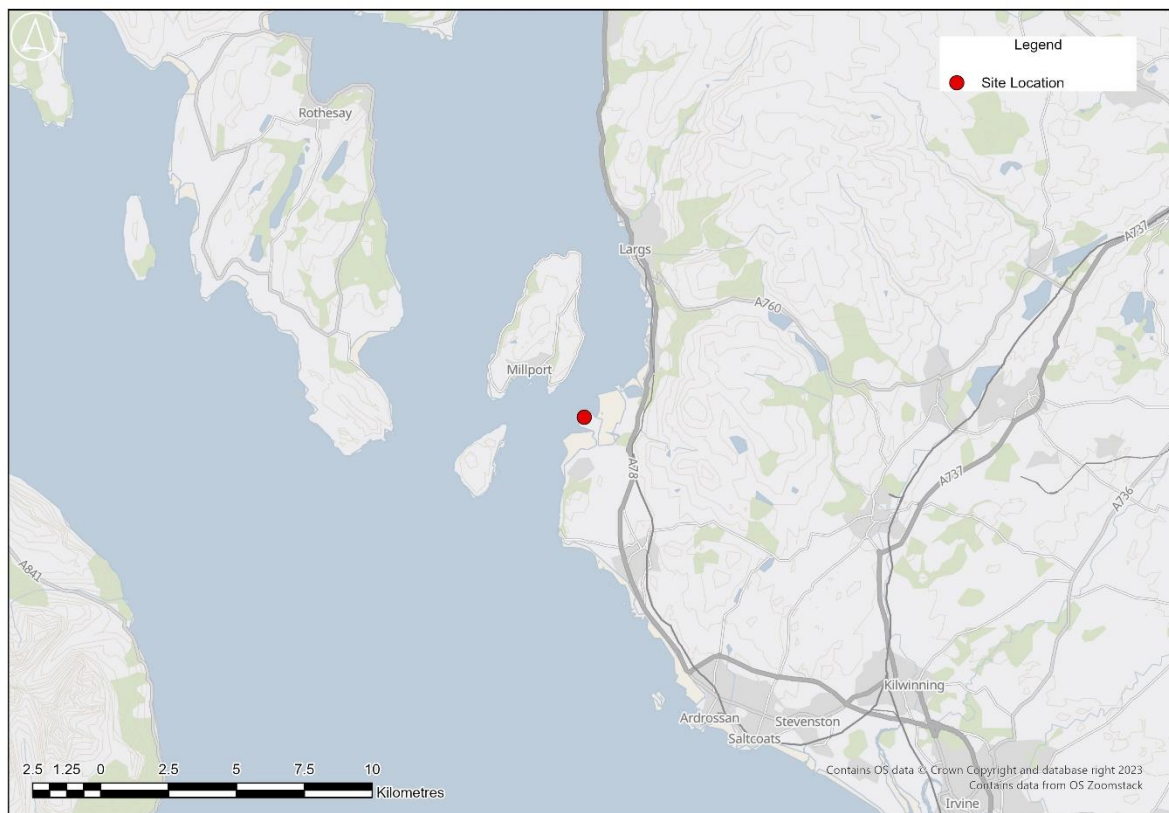 Legend
Site Location
Rothesay
A737
Largs
A760
Millport
A78
A737
A736
A841
Kilwinning
Ardrossan
Stevenston
Saltcoats
2.5 1.25 0 2.5 5 7.5 10
Kilometres
Contains OS data © Crown Copyright and database right 2023
Contains data from OS Zoomstack
Irvine